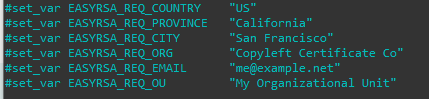 #set_var EASYRSA_REQ_COUNTRY    "US"
#set_var EASYRSA_REQ_PROVINCE   "California"
#set_var EASYRSA_REQ_CITY       "San Francisco"
#set_var EASYRSA_REQ_ORG        "Copyleft Certificate Co"
#set_var EASYRSA_REQ_EMAIL      "me@example.net"
#set_var EASYRSA_REQ_OU         "My Organizational Unit"